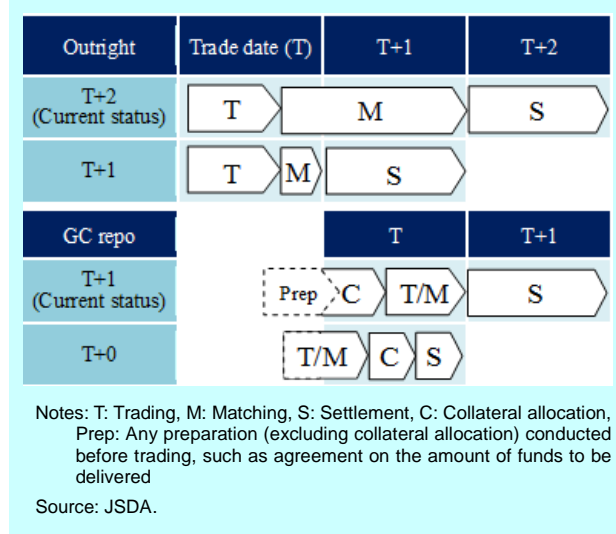 Outright Trade date (T) T+1 T+2
T+2
(Current status) T M S
T+1 T M S
GC repo T T+1
T+1
(Current status) Prep C T/M S
T+0 T/M C S
Notes: T: Trading, M: Matching, S: Settlement, C: Collateral allocation,
Prep: Any preparation (excluding collateral allocation) conducted
before trading, such as agreement on the amount of funds to be
delivered
Source: JSDA.